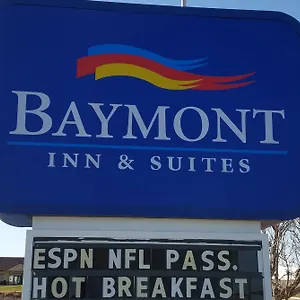 BAYMONT
INN & SUITES
ESPN NFL PASS.
HOT BREAKFAST